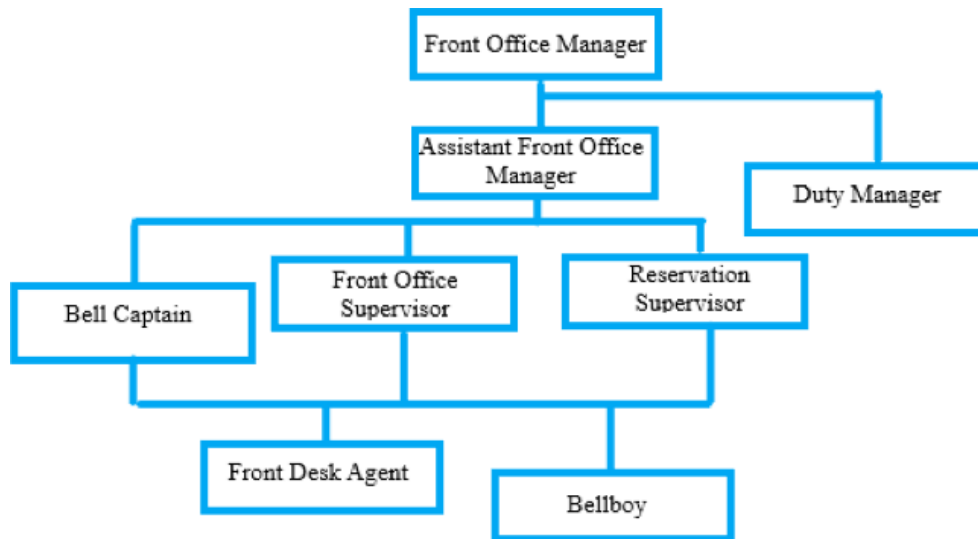 Front Office Manager
Assistant Front Office
Manager
Duty Manager
Bell Captain
Front Office
Supervisor
Reservation
Supervisor
Front Desk Agent
Bellboy